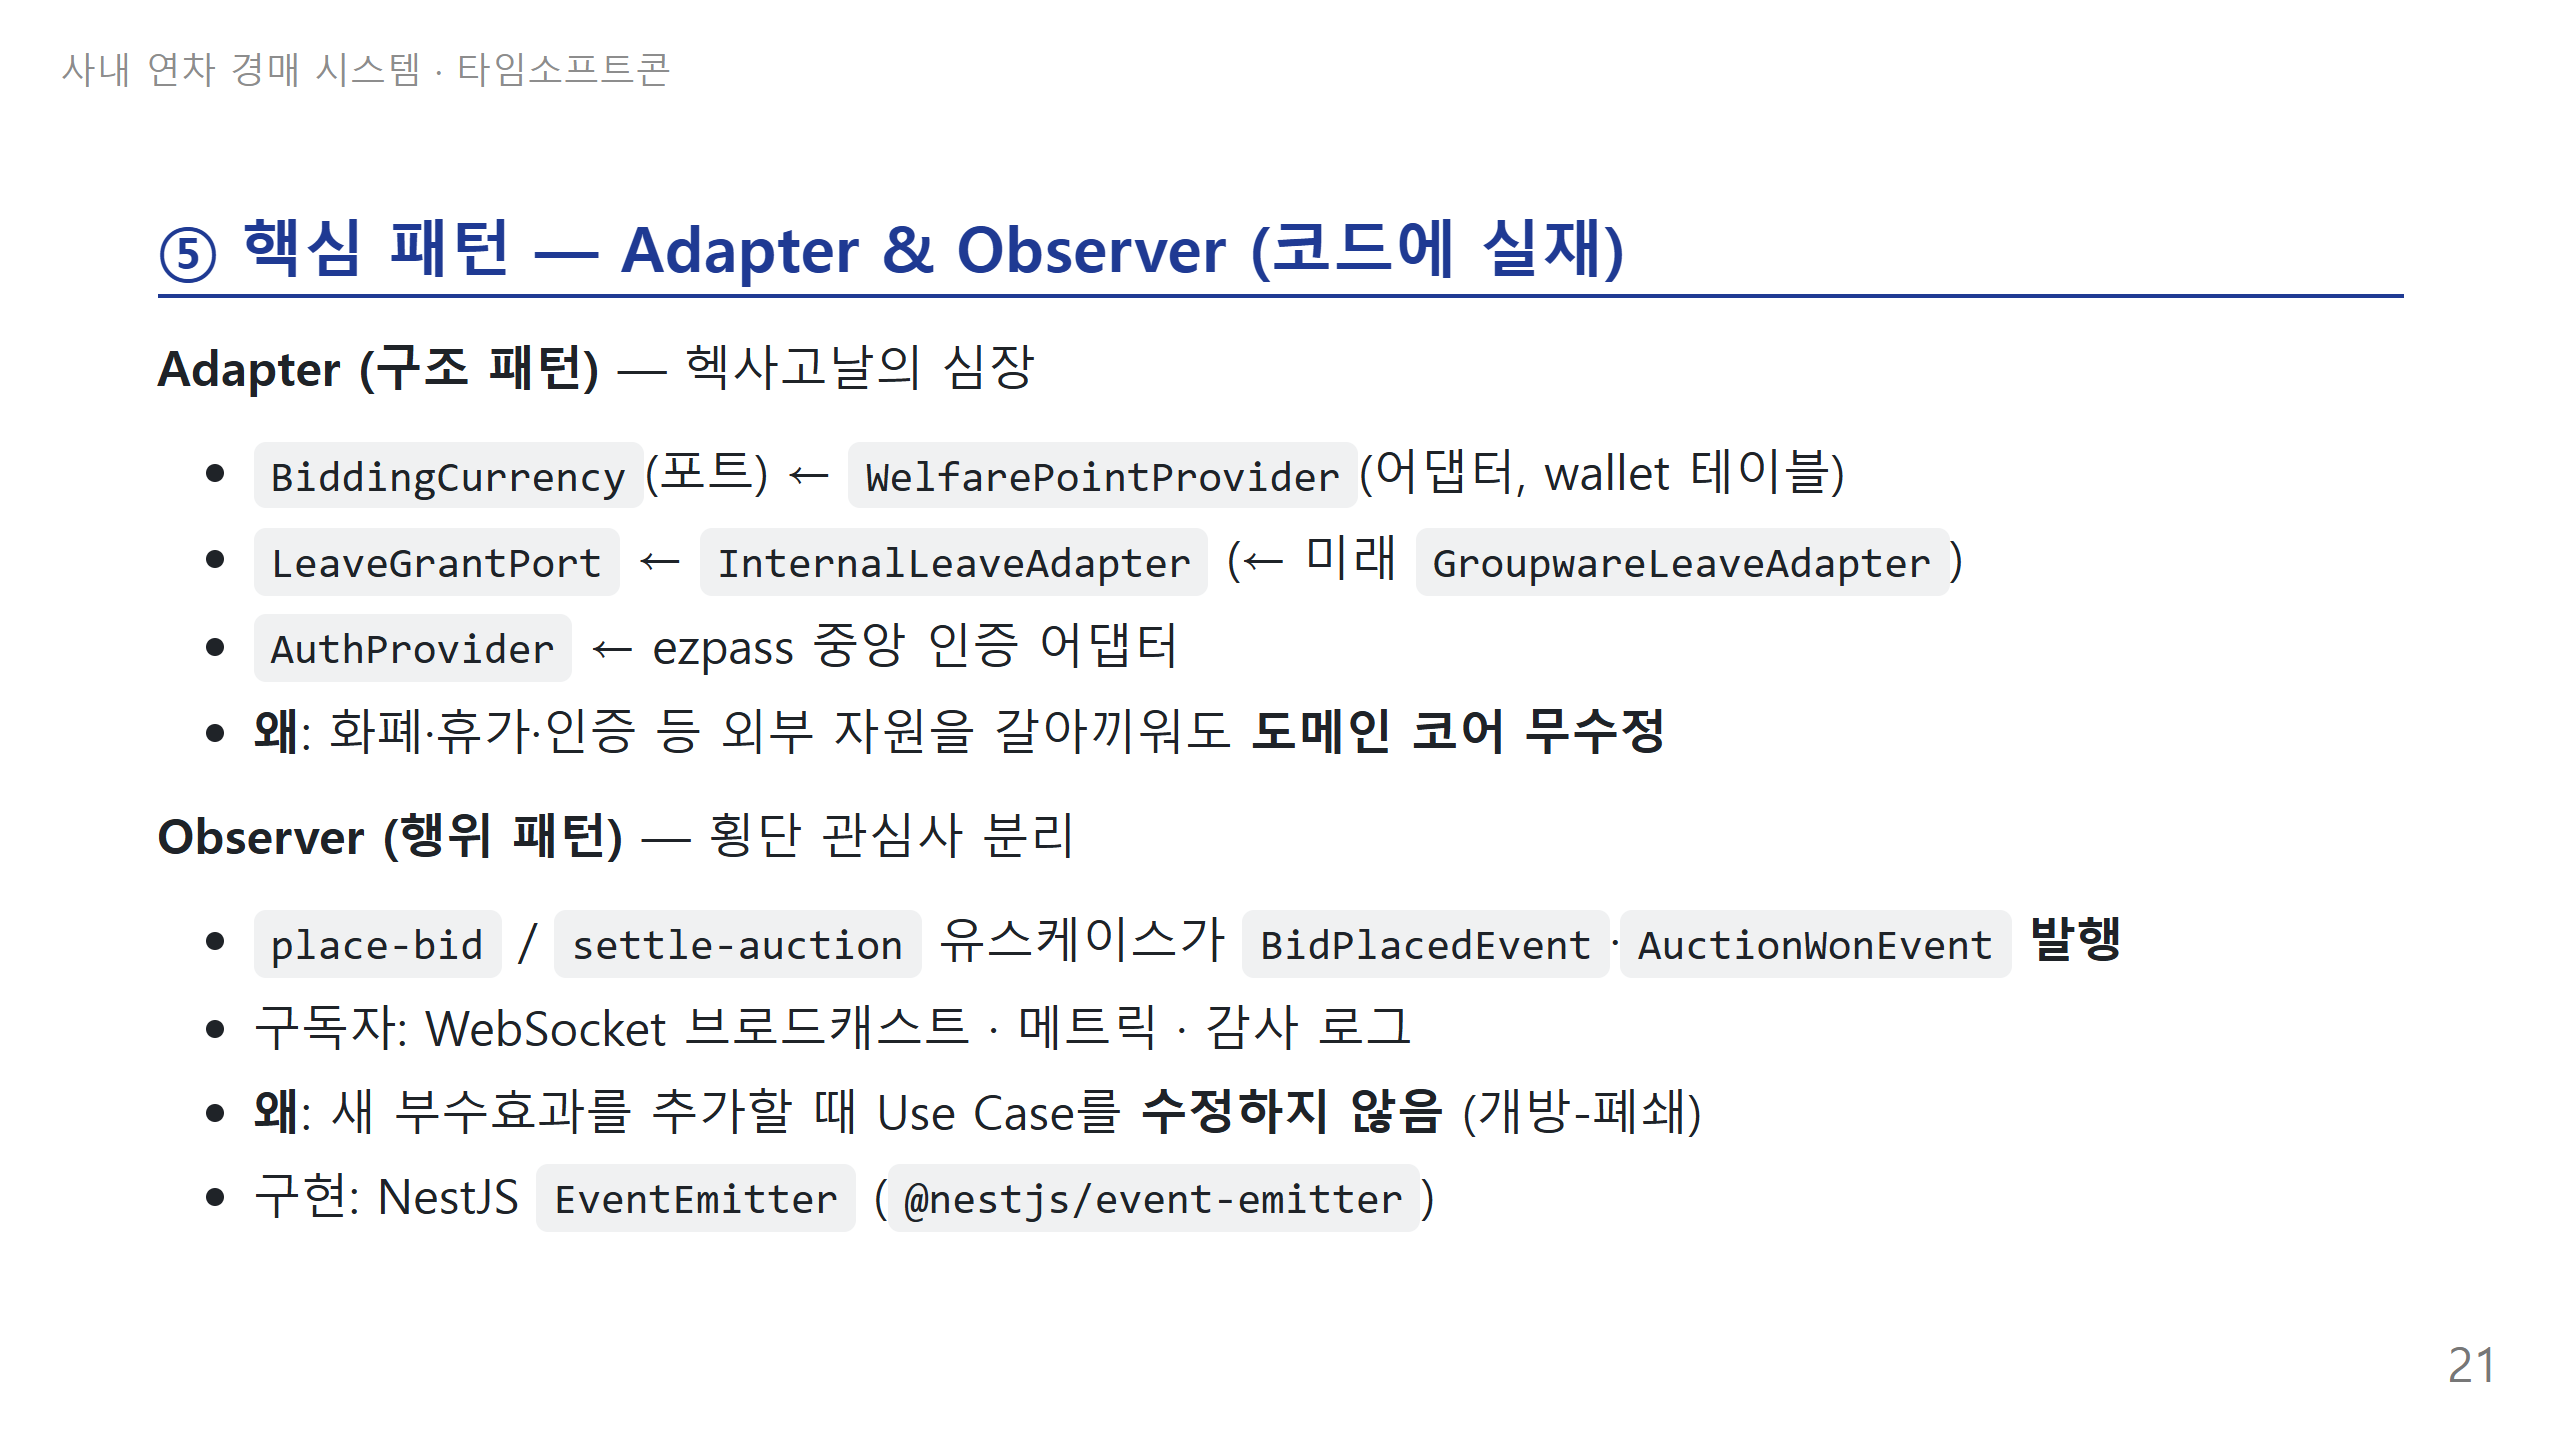 사내 연차 경매 시스템 · 타임소프트콘
⑤ 핵심 패턴 — Adapter & Observer (코드에 실재)
Adapter (구조 패턴) — 헥사고날의 심장
• BiddingCurrency(포트) ← WelfarePointProvider(어댑터, wallet 테이블)
• LeaveGrantPort ← InternalLeaveAdapter (← 미래 GroupwareLeaveAdapter)
• AuthProvider ← ezpass 중앙 인증 어댑터
• 왜: 화폐·휴가·인증 등 외부 자원을 갈아끼워도 도메인 코어 무수정
Observer (행위 패턴) — 횡단 관심사 분리
• place-bid / settle-auction 유스케이스가 BidPlacedEvent·AuctionWonEvent 발행
• 구독자: WebSocket 브로드캐스트 · 메트릭 · 감사 로그
• 왜: 새 부수효과를 추가할 때 Use Case를 수정하지 않음 (개방-폐쇄)
• 구현: NestJS EventEmitter (@nestjs/event-emitter)
21